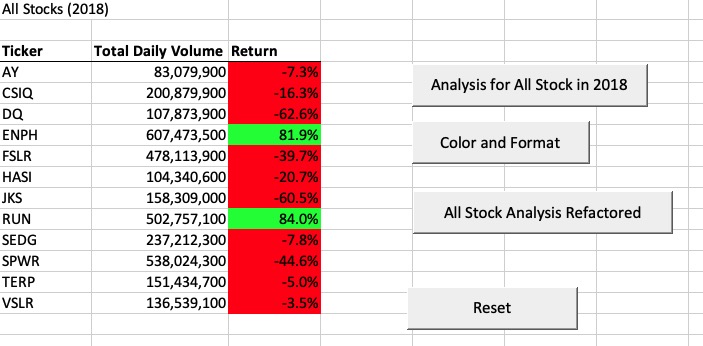 All Stocks (2018)
Ticker Total Daily Volume Return
AY 83,079,900 -7.3%
CSIQ 200,879,900 -16.3%
DQ 107,873,900 -62.6%
ENPH 607,473,500 81.9%
FSLR 478,113,900 -39.7%
HASI 104,340,600 -20.7%
JKS 158,309,000 -60.5%
RUN 502,757,100 84.0%
SEDG 237,212,300 -7.8%
SPWR 538,024,300 -44.6%
TERP 151,434,700 -5.0%
VSLR 136,539,100 -3.5%
Analysis for All Stock in 2018
Color and Format
All Stock Analysis Refactored
Reset